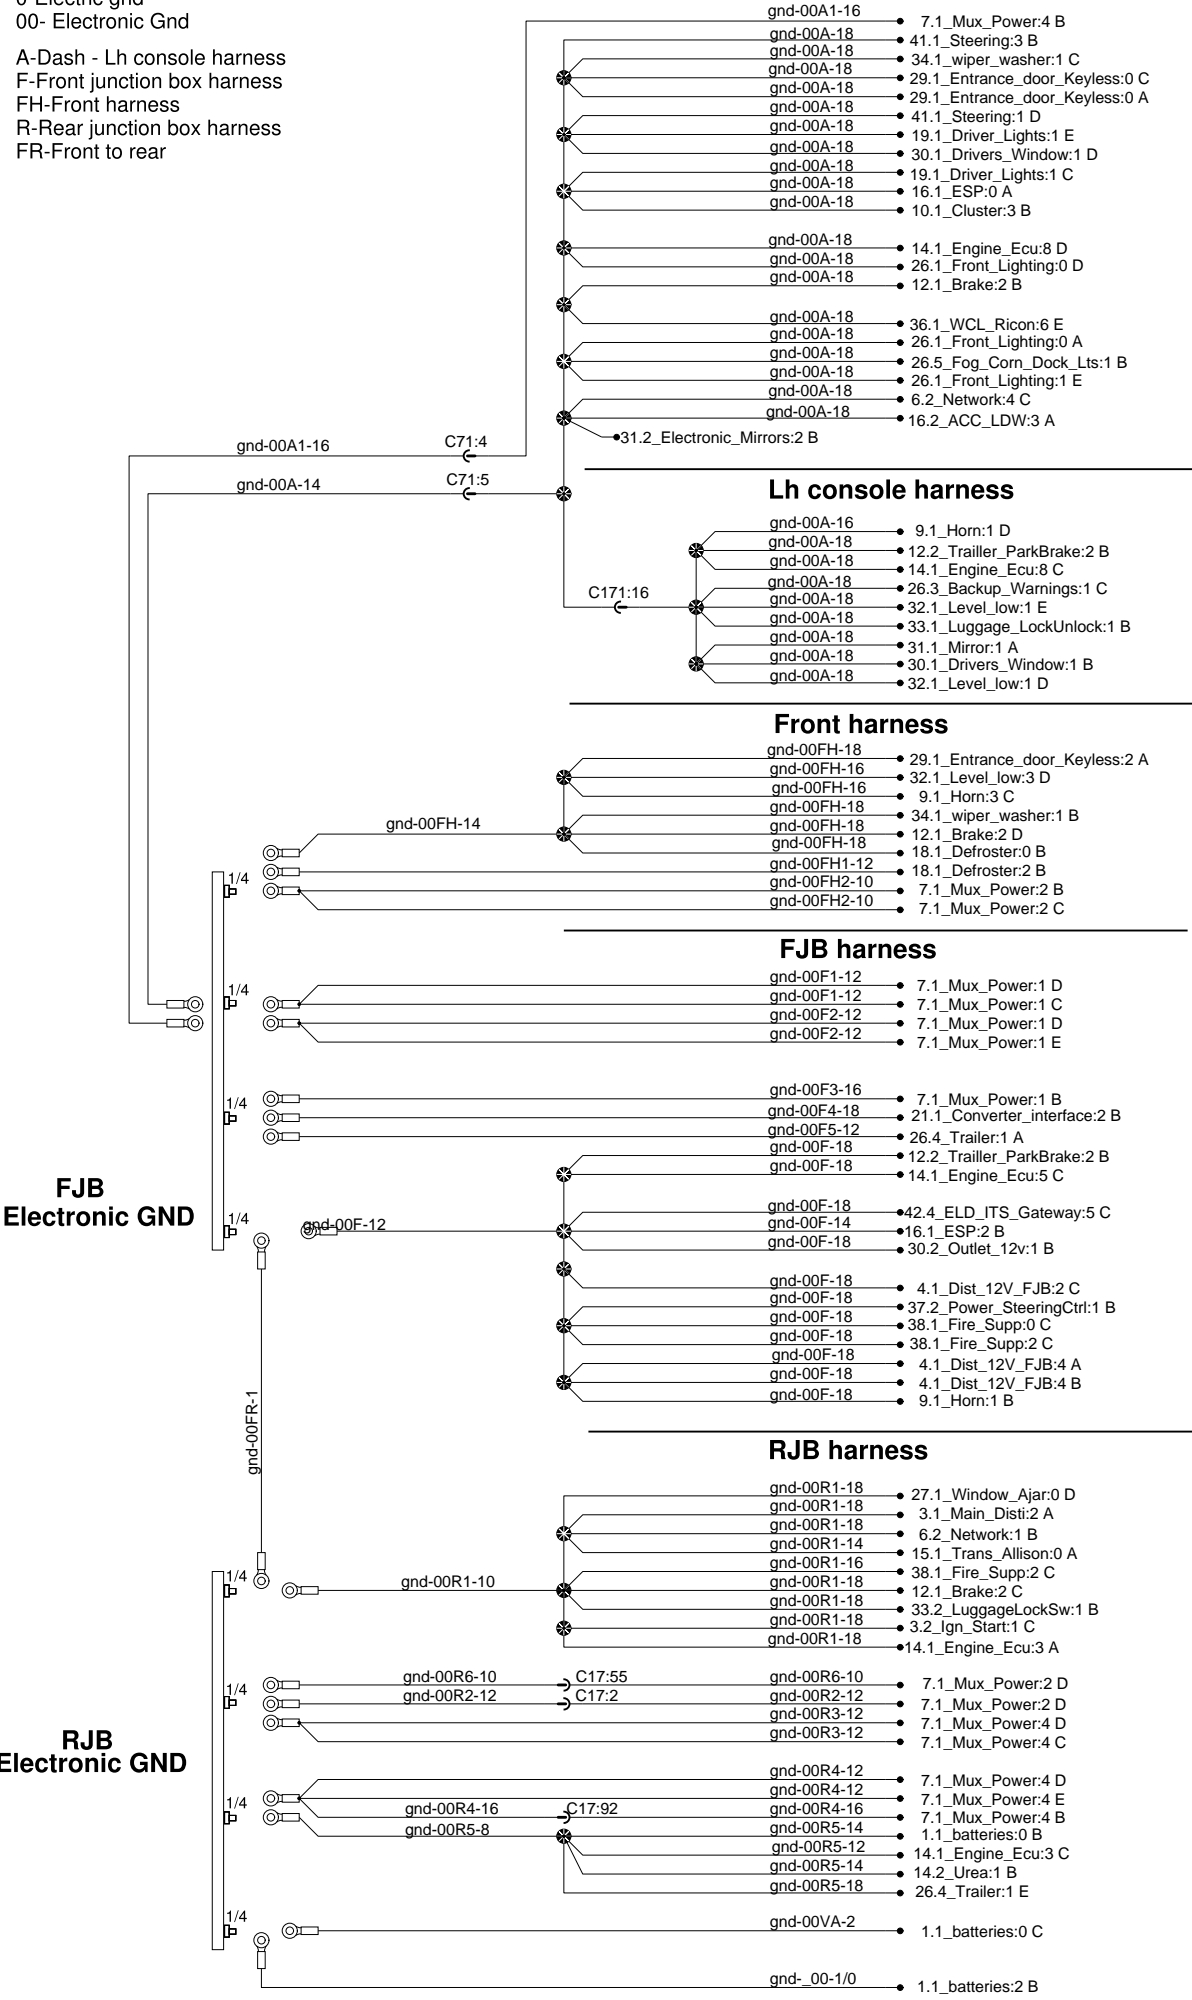 0-Electric gnd
00- Electronic Gnd
A-Dash - Lh console harness
F-Front junction box harness
FH-Front harness
R-Rear junction box harness
FR-Front to rear
gnd-00A1-16 7.1_Mux_Power:4 B
gnd-00A-18 41.1_Steering:3 B
gnd-00A-18 34.1_wiper_washer:1 C
gnd-00A-18 29.1_Entrance_door_Keyless:0 C
gnd-00A-18 29.1_Entrance_door_Keyless:0 A
gnd-00A-18 41.1_Steering:1 D
gnd-00A-18 19.1_Driver_Lights:1 E
gnd-00A-18 30.1_Drivers_Window:1 D
gnd-00A-18 19.1_Driver_Lights:1 C
gnd-00A-18 16.1_ESP:0 A
gnd-00A-18 10.1_Cluster:3 B
gnd-00A-18 14.1_Engine_Ecu:8 D
gnd-00A-18 26.1_Front_Lighting:0 D
gnd-00A-18 12.1_Brake:2 B
gnd-00A-18 36.1_WCL_Ricon:6 E
gnd-00A-18 26.1_Front_Lighting:0 A
gnd-00A-18 26.5_Fog_Corn_Dock_Lts:1 B
gnd-00A-18 26.1_Front_Lighting:1 E
gnd-00A-18 6.2_Network:4 C
gnd-00A-18 16.2_ACC_LDW:3 A
31.2_Electronic_Mirrors:2 B
gnd-00A1-16 C71:4
gnd-00A-14 C71:5
Lh console harness
gnd-00A-16 9.1_Horn:1 D
gnd-00A-18 12.2_Trailler_ParkBrake:2 B
gnd-00A-18 14.1_Engine_Ecu:8 C
gnd-00A-18 26.3_Backup_Warnings:1 C
C171:16 gnd-00A-18 32.1_Level_low:1 E
gnd-00A-18 33.1_Luggage_LockUnlock:1 B
gnd-00A-18 31.1_Mirror:1 A
gnd-00A-18 30.1_Drivers_Window:1 B
gnd-00A-18 32.1_Level_low:1 D
Front harness
gnd-00FH-18 29.1_Entrance_door_Keyless:2 A
gnd-00FH-16 32.1_Level_low:3 D
gnd-00FH-16 9.1_Horn:3 C
gnd-00FH-18 34.1_wiper_washer:1 B
gnd-00FH-14 gnd-00FH-18 12.1_Brake:2 D
gnd-00FH-18 18.1_Defroster:0 B
gnd-00FH1-12 18.1_Defroster:2 B
1/4 gnd-00FH2-10 7.1_Mux_Power:2 B
gnd-00FH2-10 7.1_Mux_Power:2 C
FJB harness
gnd-00F1-12 7.1_Mux_Power:1 D
1/4 gnd-00F1-12 7.1_Mux_Power:1 C
gnd-00F2-12 7.1_Mux_Power:1 D
gnd-00F2-12 7.1_Mux_Power:1 E
gnd-00F3-16 7.1_Mux_Power:1 B
1/4 gnd-00F4-18 21.1_Converter_interface:2 B
gnd-00F5-12 26.4_Trailer:1 A
gnd-00F-18 12.2_Trailler_ParkBrake:2 B
gnd-00F-18 14.1_Engine_Ecu:5 C
FJB
Electronic GND
gnd-00F-18 42.4_ELD_ITS_Gateway:5 C
1/4 gnd-00F-12 gnd-00F-14 16.1_ESP:2 B
gnd-00F-18 30.2_Outlet_12v:1 B
gnd-00F-18 4.1_Dist_12V_FJB:2 C
gnd-00F-18 37.2_Power_SteeringCtrl:1 B
gnd-00F-18 38.1_Fire_Supp:0 C
gnd-00F-18 38.1_Fire_Supp:2 C
gnd-00F-18 4.1_Dist_12V_FJB:4 A
gnd-00F-18 4.1_Dist_12V_FJB:4 B
gnd-00F-18 9.1_Horn:1 B
gnd-00FR-1
RJB harness
gnd-00R1-18 27.1_Window_Ajar:0 D
gnd-00R1-18 3.1_Main_Disti:2 A
gnd-00R1-18 6.2_Network:1 B
gnd-00R1-14 15.1_Trans_Allison:0 A
gnd-00R1-16 38.1_Fire_Supp:2 C
1/4 gnd-00R1-10 gnd-00R1-18 12.1_Brake:2 C
gnd-00R1-18 33.2_LuggageLockSw:1 B
gnd-00R1-18 3.2_Ign_Start:1 C
gnd-00R1-18 14.1_Engine_Ecu:3 A
gnd-00R6-10 C17:55 gnd-00R6-10 7.1_Mux_Power:2 D
1/4 gnd-00R2-12 C17:2 gnd-00R2-12 7.1_Mux_Power:2 D
gnd-00R3-12 7.1_Mux_Power:4 D
gnd-00R3-12 7.1_Mux_Power:4 C
RJB
Electronic GND
gnd-00R4-12 7.1_Mux_Power:4 D
gnd-00R4-12 7.1_Mux_Power:4 E
1/4 gnd-00R4-16 C17:92 gnd-00R4-16 7.1_Mux_Power:4 B
gnd-00R5-8 gnd-00R5-14 1.1_batteries:0 B
gnd-00R5-12 14.1_Engine_Ecu:3 C
gnd-00R5-14 14.2_Urea:1 B
gnd-00R5-18 26.4_Trailer:1 E
1/4 gnd-00VA-2 1.1_batteries:0 C
gnd-_00-1/0 1.1_batteries:2 B